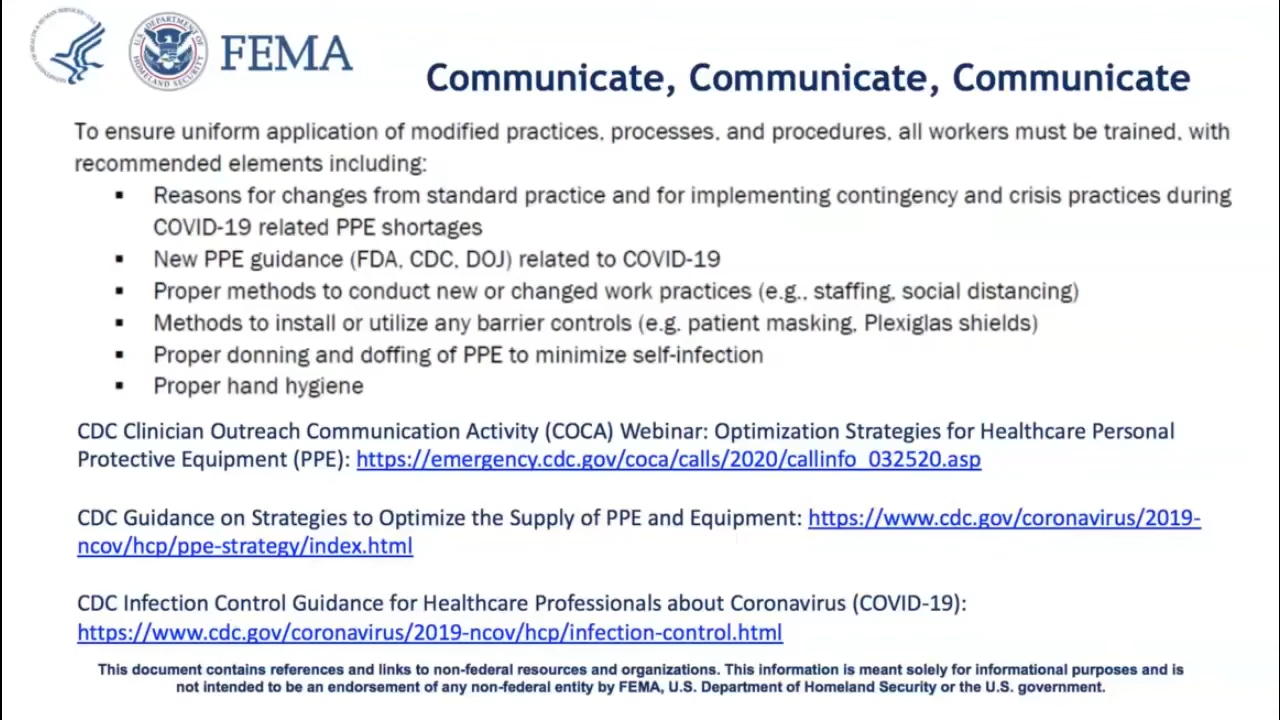 FEMA
Communicate, Communicate, Communicate
To ensure uniform application of modified practices, processes, and procedures, all workers must be trained, with
recommended elements including:
▪ Reasons for changes from standard practice and for implementing contingency and crisis practices during
COVID-19 related PPE shortages
▪ New PPE guidance (FDA, CDC, DOJ) related to COVID-19
▪ Proper methods to conduct new or changed work practices (e.g., staffing, social distancing)
▪ Methods to install or utilize any barrier controls (e.g. patient masking, Plexiglas shields)
▪ Proper donning and doffing of PPE to minimize self-infection
▪ Proper hand hygiene
CDC Clinician Outreach Communication Activity (COCA) Webinar: Optimization Strategies for Healthcare Personal
Protective Equipment (PPE): https://emergency.cdc.gov/coca/calls/2020/callinfo_032520.asp
CDC Guidance on Strategies to Optimize the Supply of PPE and Equipment: https://www.cdc.gov/coronavirus/2019-
ncov/hcp/ppe-strategy/index.html
CDC Infection Control Guidance for Healthcare Professionals about Coronavirus (COVID-19):
https://www.cdc.gov/coronavirus/2019-ncov/hcp/infection-control.html
This document contains references and links to non-federal resources and organizations. This information is meant solely for informational purposes and is
not intended to be an endorsement of any non-federal entity by FEMA, U.S. Department of Homeland Security or the U.S. government.